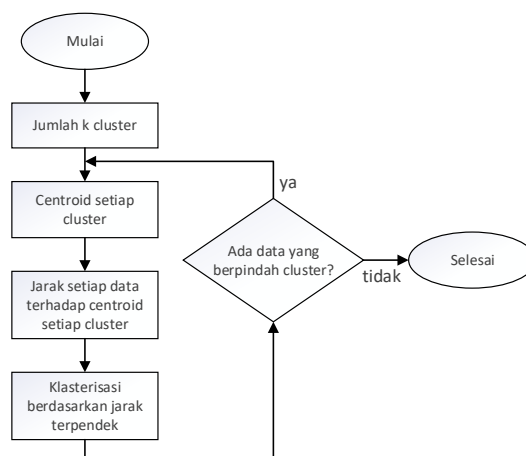 Mulai
Jumlah k cluster
Centroid setiap
cluster
Jarak setiap data
terhadap centroid
setiap cluster
Klasterisasi
berdasarkan jarak
terpendek
ya
Ada data yang
berpindah cluster?
tidak
Selesai